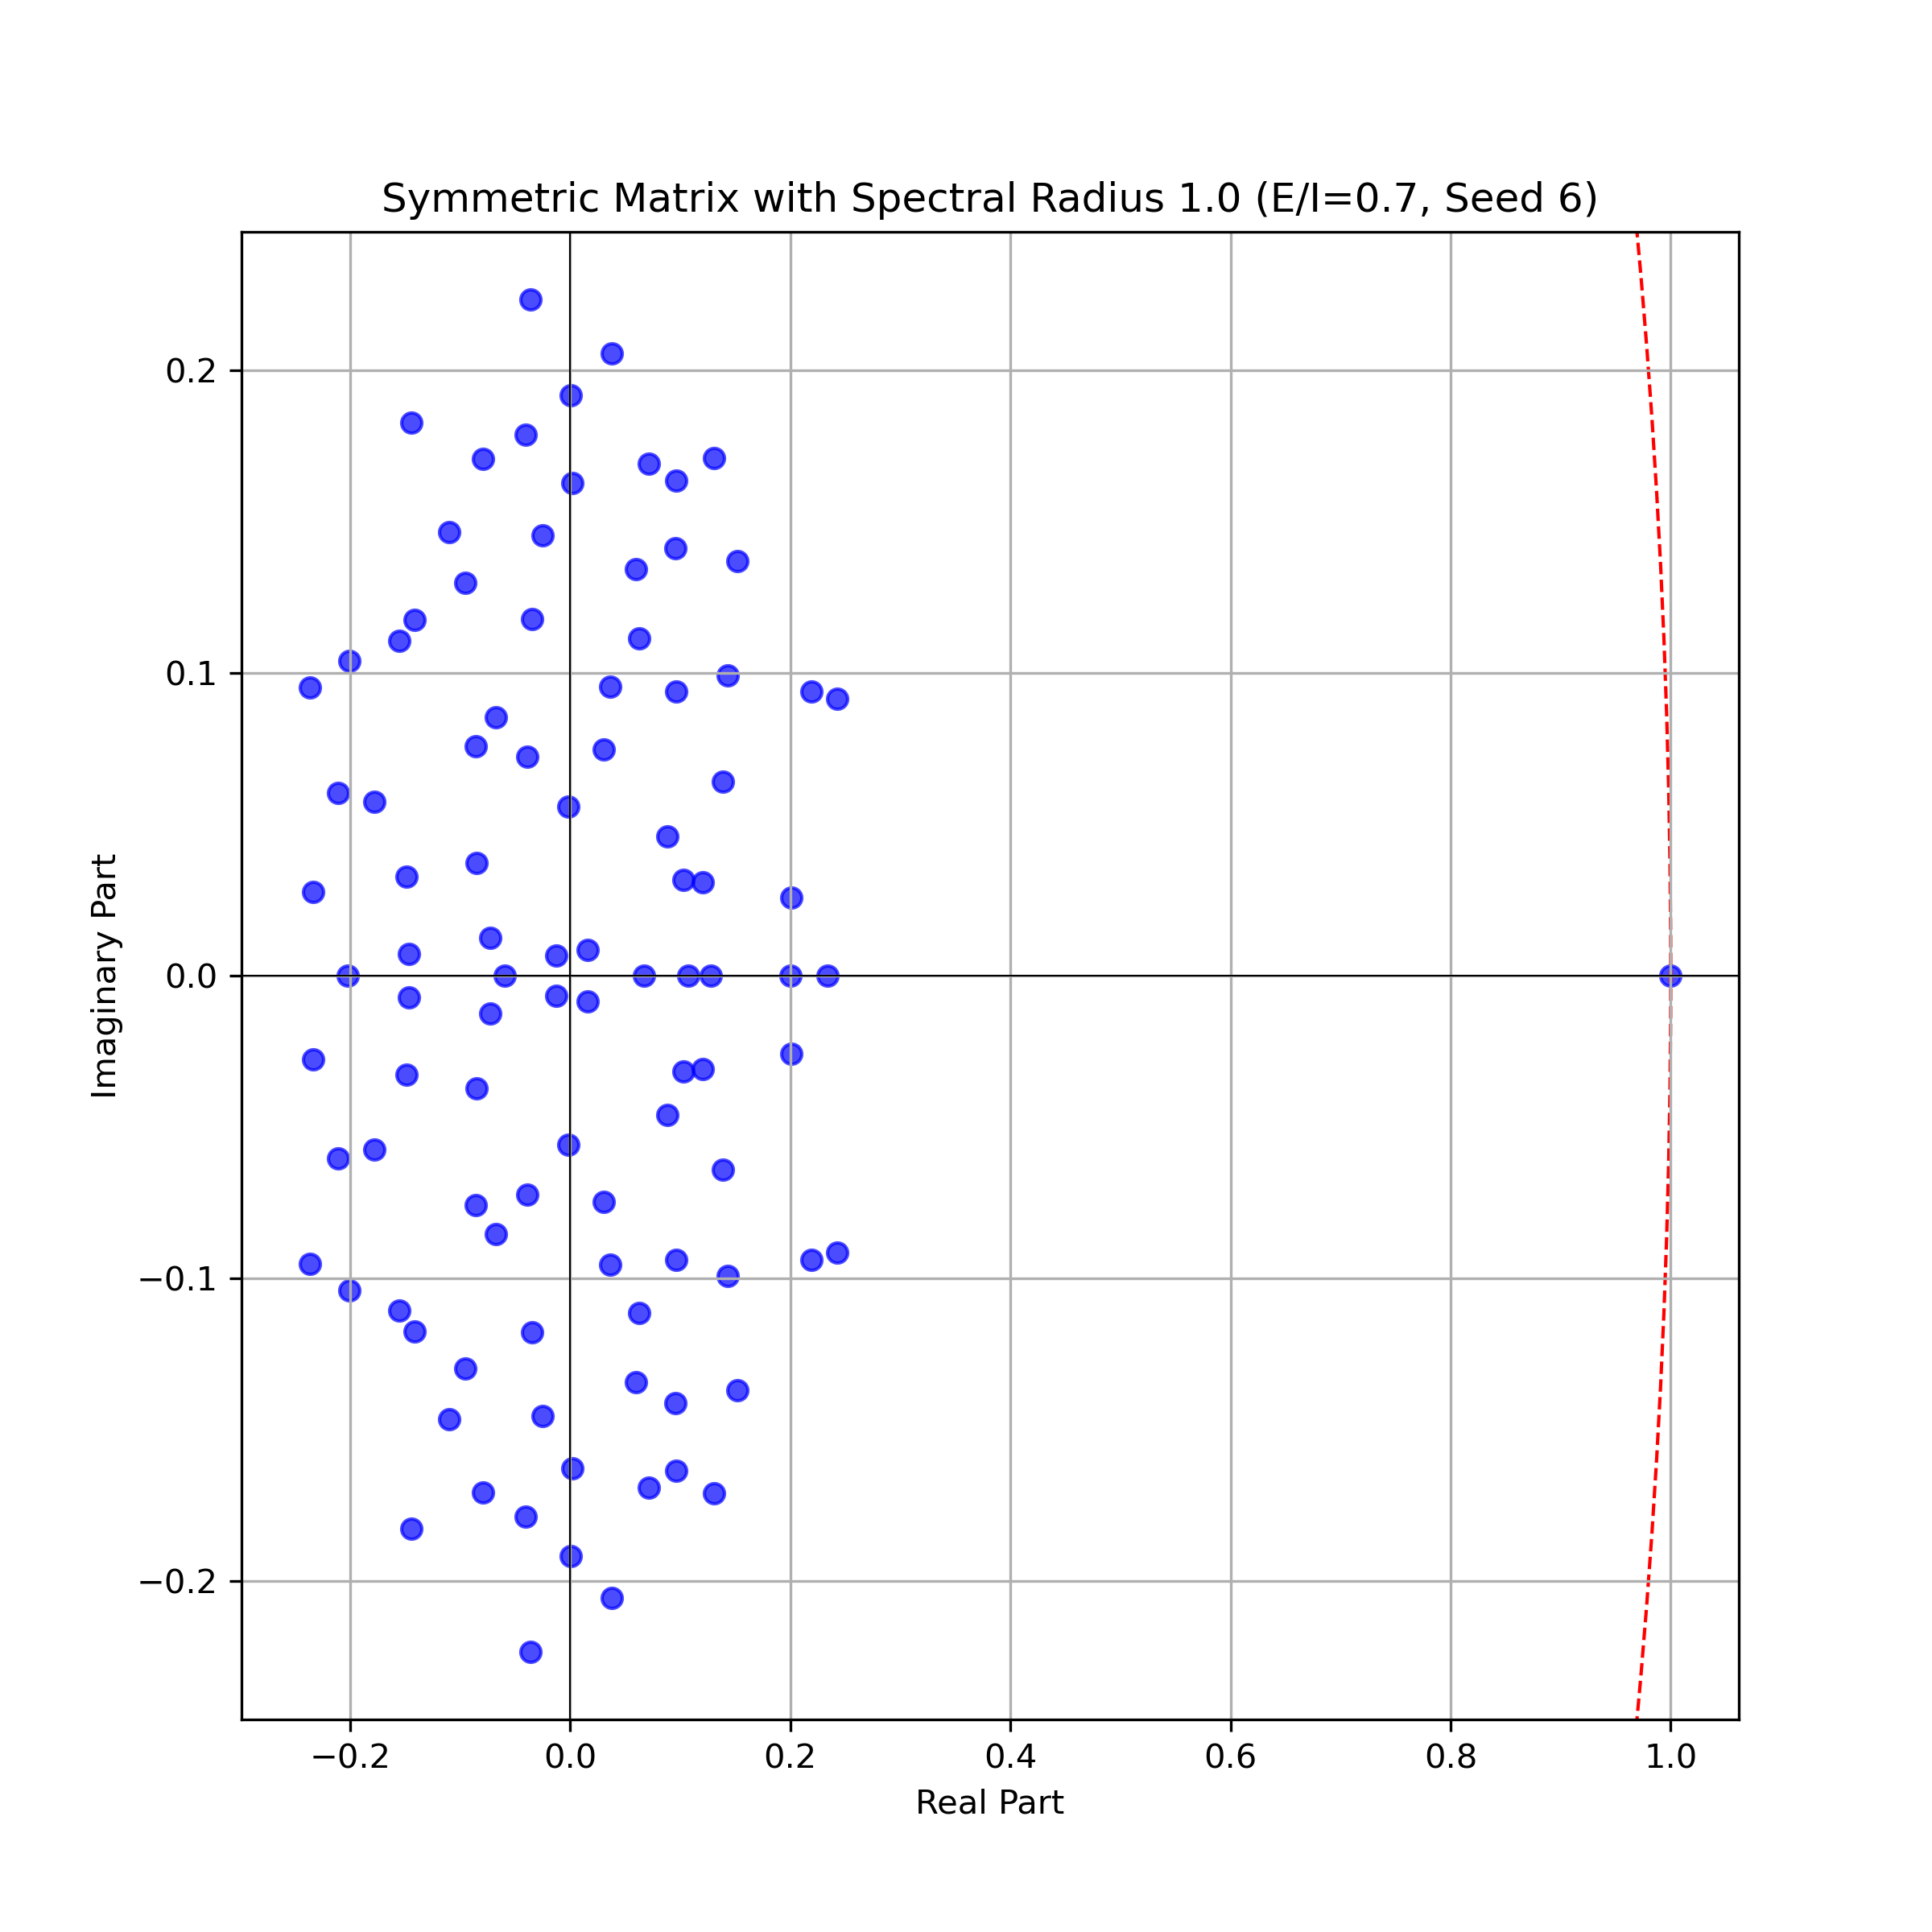 Symmetric Matrix with Spectral Radius 1.0 (E/I=0.7, Seed 6)
Imaginary Part
0.2
0.1
0.0
−0.1
−0.2
−0.2 0.0 0.2 0.4 0.6 0.8 1.0
Real Part